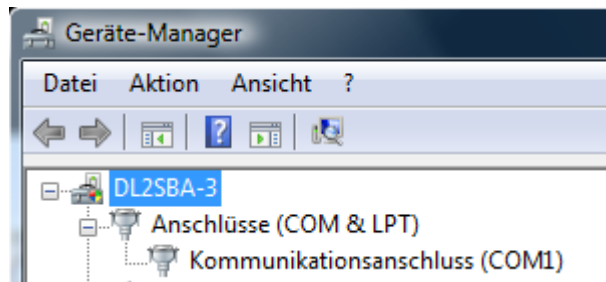 Geräte-Manager
Datei Aktion Ansicht ?
DL2SBA-3
Anschlüsse (COM & LPT)
Kommunikationsanschluss (COM1)